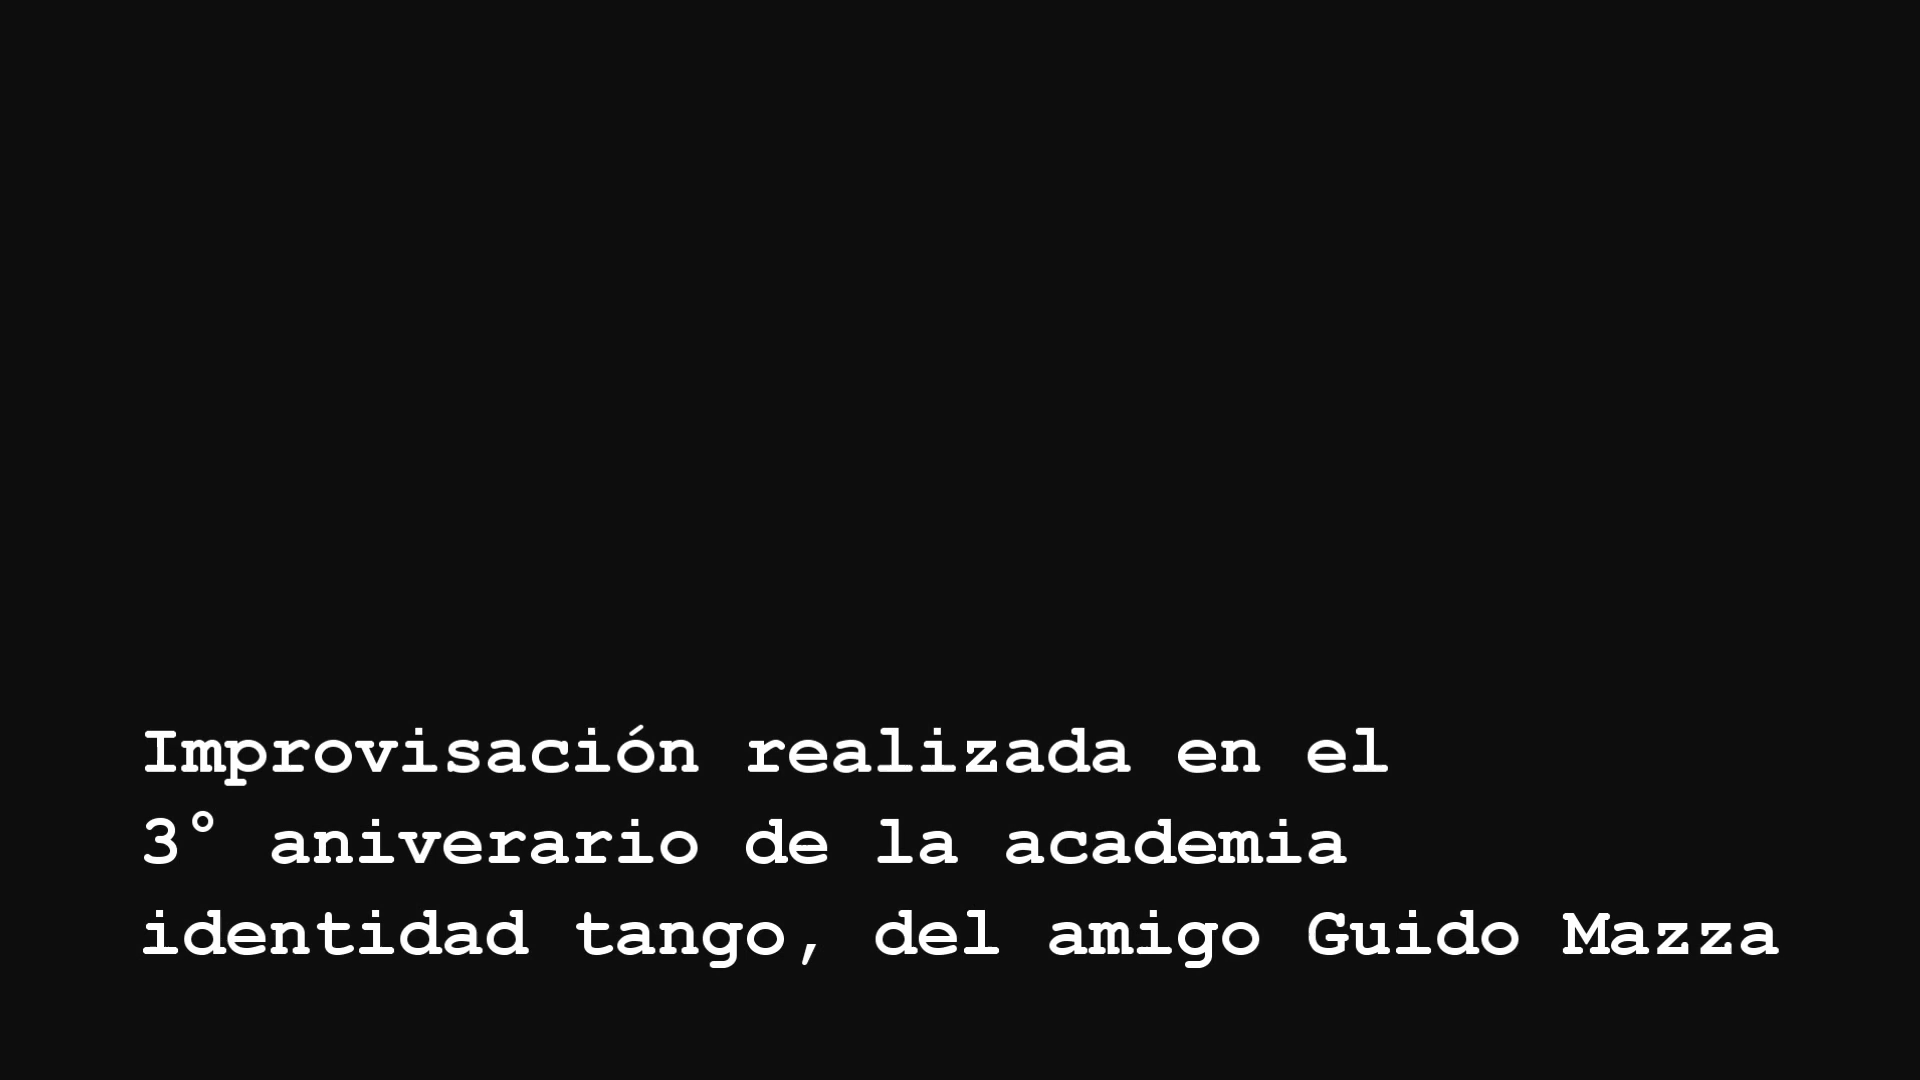 Improvisación realizada en el
3° aniverario de la academia
identidad tango, del amigo Guido Mazza